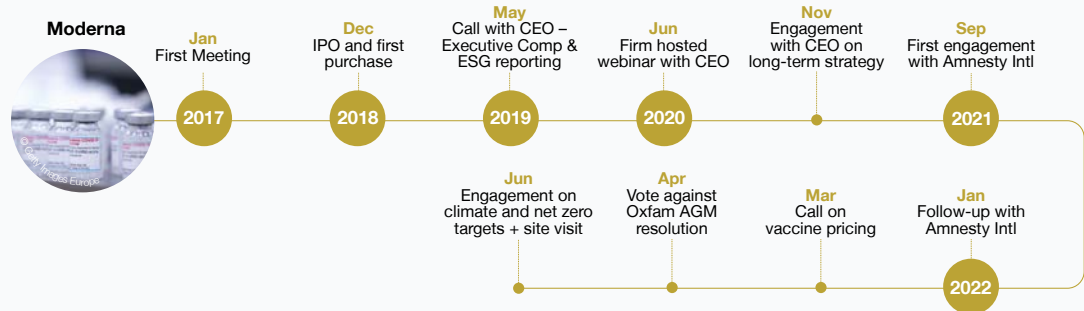 Moderna
© Getty Images Europe
Jan
First Meeting
2017
Dec
IPO and first
purchase
2018
May
Call with CEO –
Executive Comp &
ESG reporting
2019
Jun
Firm hosted
webinar with CEO
2020
Nov
Engagement
with CEO on
long-term strategy
Sep
First engagement
with Amnesty Intl
2021
Jan
Follow-up with
Amnesty Intl
2022
Mar
Call on
vaccine pricing
Apr
Vote against
Oxfam AGM
resolution
Jun
Engagement on
climate and net zero
targets + site visit